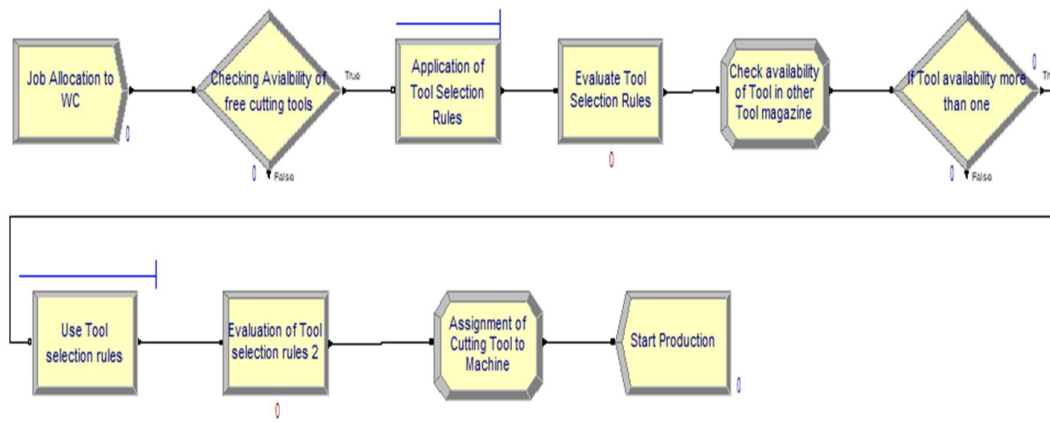 Job Allocation to
WC
0
Checking Avialbility of
free cutting tools
True
0
False
Application of
Tool Selection
Rules
Evaluate Tool
Selection Rules
0
Check availability
of Tool in other
Tool magazine
If Tool availability more
than one
0
Tr
0
False
Use Tool
selection rules
Evaluation of Tool
selection rules 2
0
Assignment of
Cutting Tool to
Machine
Start Production
0